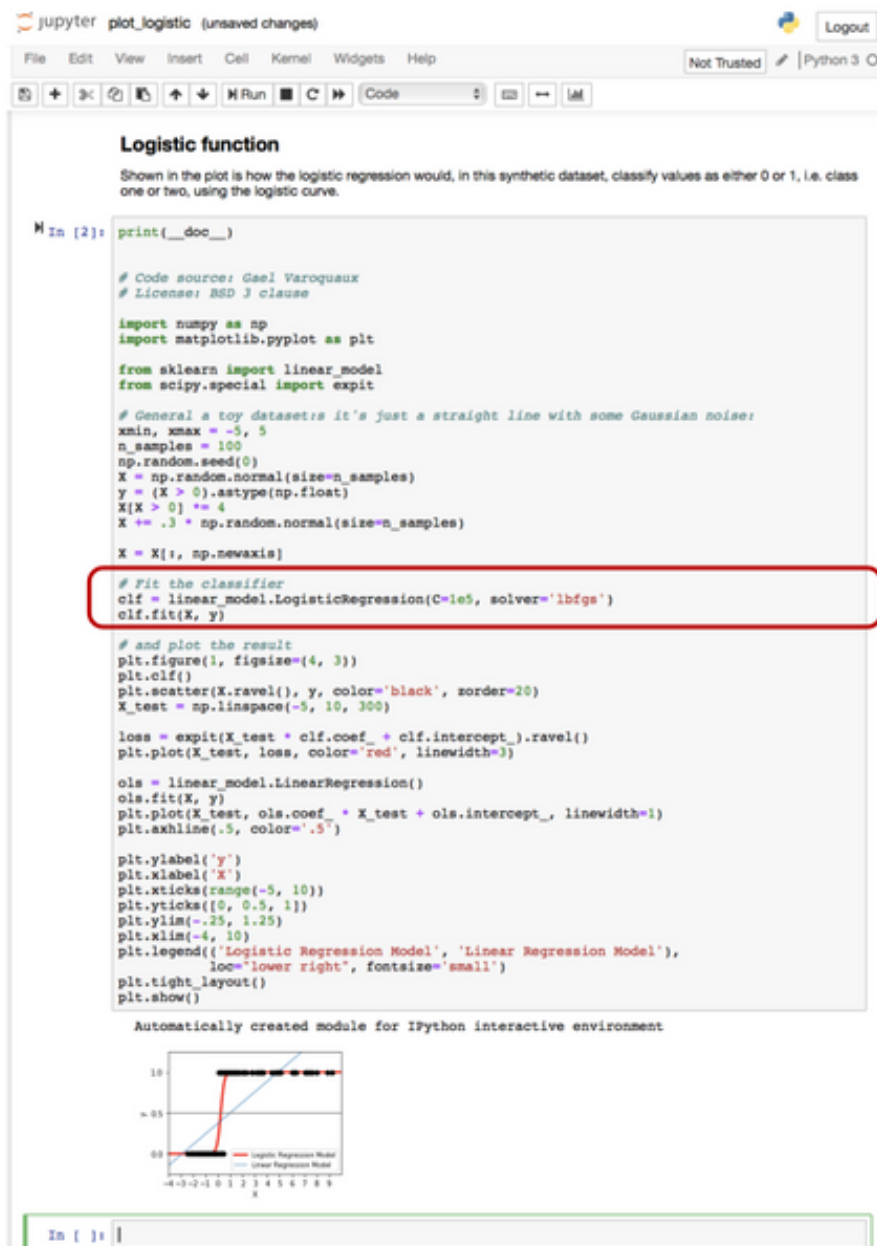 jupyter plot_logistic (unsaved changes)
Logout
File Edit View Insert Cell Kernel Widgets Help
Not Trusted
Python 3
Run
Code
Logistic function
Shown in the plot is how the logistic regression would, in this synthetic dataset, classify values as either 0 or 1, i.e. class
one or two, using the logistic curve.
In [2]:
print(__doc__)
# Code source: Gael Varoquaux
# License: BSD 3 clause
import numpy as np
import matplotlib.pyplot as plt
from sklearn import linear_model
from scipy.special import expit
# General a toy dataset:s it's just a straight line with some Gaussian noise:
xmin, xmax = -5, 5
n_samples = 100
np.random.seed(0)
X = np.random.normal(size=n_samples)
y = (X > 0).astype(np.float)
X[X > 0] *= 4
X += .3 * np.random.normal(size=n_samples)
X = X[:, np.newaxis]
# Fit the classifier
clf = linear_model.LogisticRegression(C=1e5, solver='lbfgs')
clf.fit(X, y)
# and plot the result
plt.figure(1, figsize=(4, 3))
plt.clf()
plt.scatter(X.ravel(), y, color='black', zorder=20)
X_test = np.linspace(-5, 10, 300)
loss = expit(X_test * clf.coef_ + clf.intercept_).ravel()
plt.plot(X_test, loss, color='red', linewidth=3)
ols = linear_model.LinearRegression()
ols.fit(X, y)
plt.plot(X_test, ols.coef_ * X_test + ols.intercept_, linewidth=1)
plt.axhline(.5, color='.5')
plt.ylabel('y')
plt.xlabel('X')
plt.xticks(range(-5, 10))
plt.yticks([0, 0.5, 1])
plt.ylim(-.25, 1.25)
plt.xlim(-4, 10)
plt.legend(('Logistic Regression Model', 'Linear Regression Model'),
loc="lower right", fontsize='small')
plt.tight_layout()
plt.show()
Automatically created module for IPython interactive environment
1.0
y 0.5
0.0
Logistic Regression Model
Linear Regression Model
-4 -3 -2 -1 0 1 2 3 4 5 6 7 8 9
X
In [ ]: